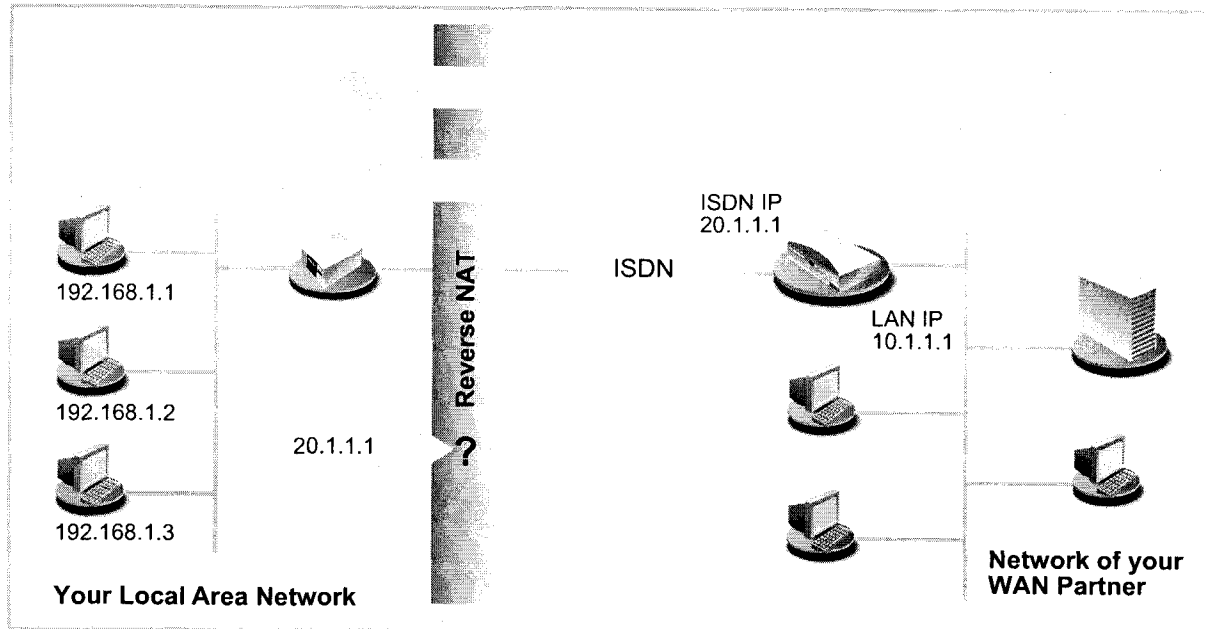 192.168.1.1
192.168.1.2
192.168.1.3
Your Local Area Network
20.1.1.1
Reverse NAT
?
ISDN
ISDN IP
20.1.1.1
LAN IP
10.1.1.1
Network of your
WAN Partner